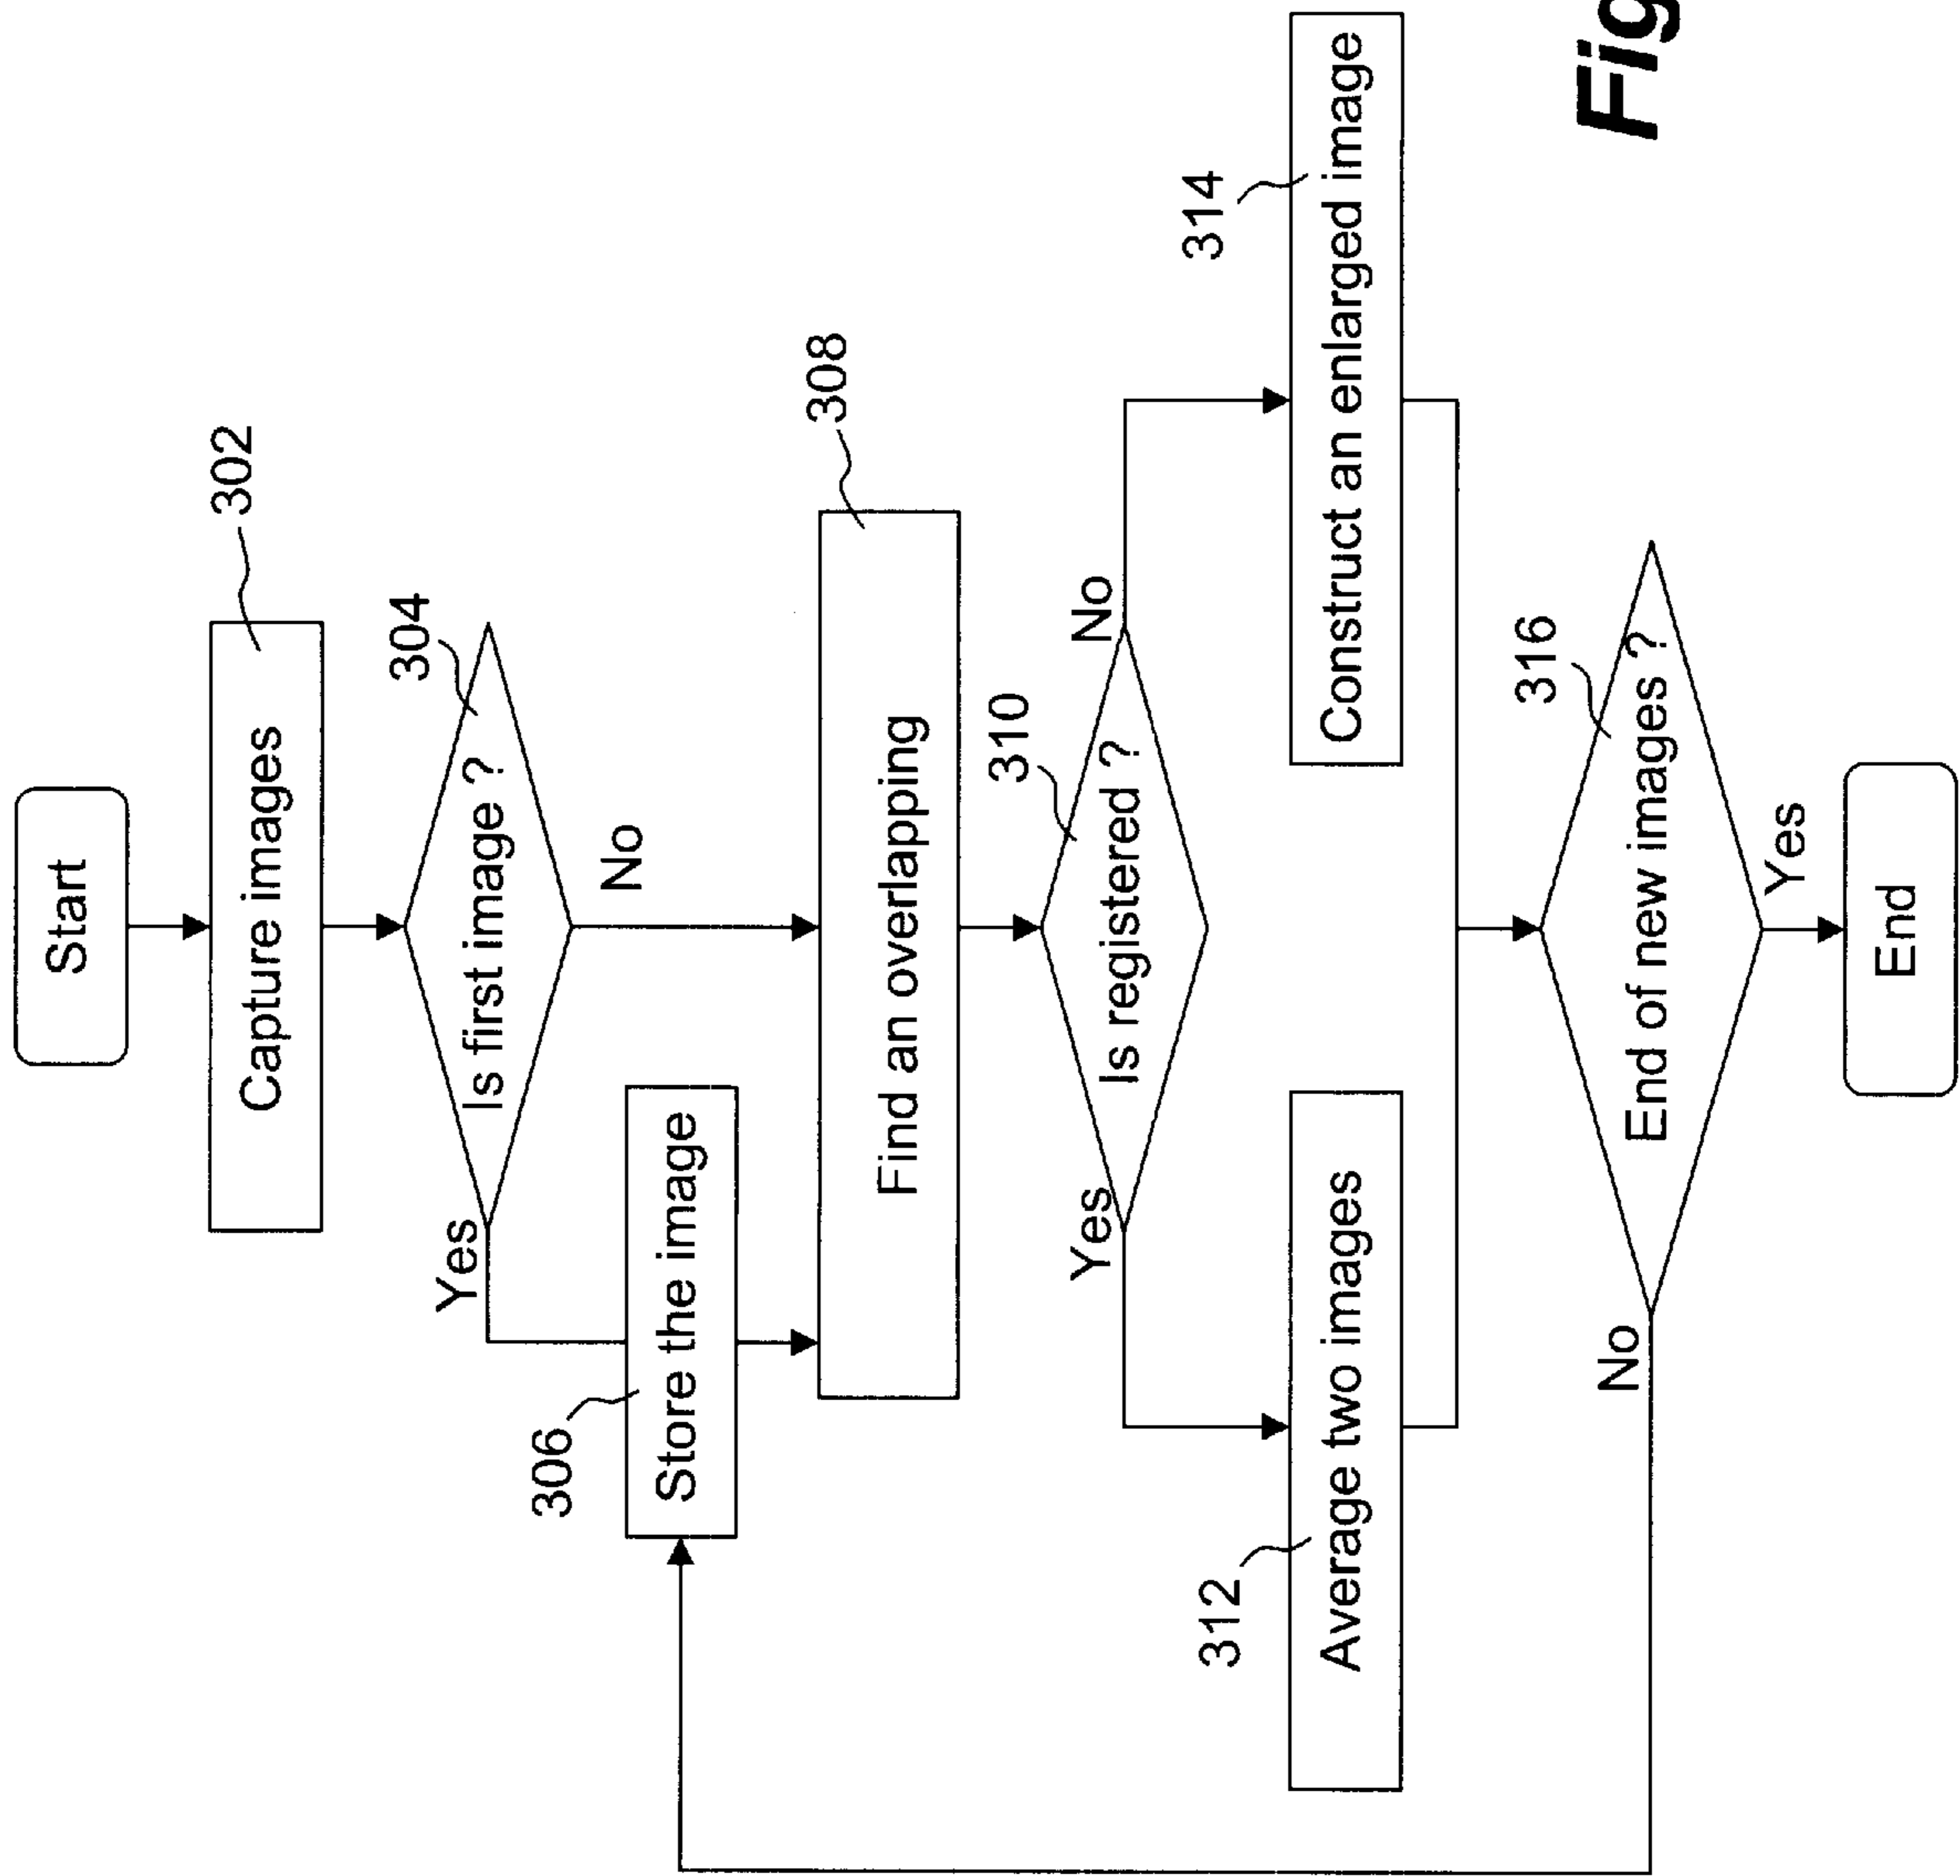 Start
302
Capture images
304
Is first image ?
Yes
No
306
Store the image
308
Find an overlapping
310
Is registered ?
Yes
No
312
Average two images
314
Construct an enlarged image
316
End of new images ?
No
Yes
End
Fig